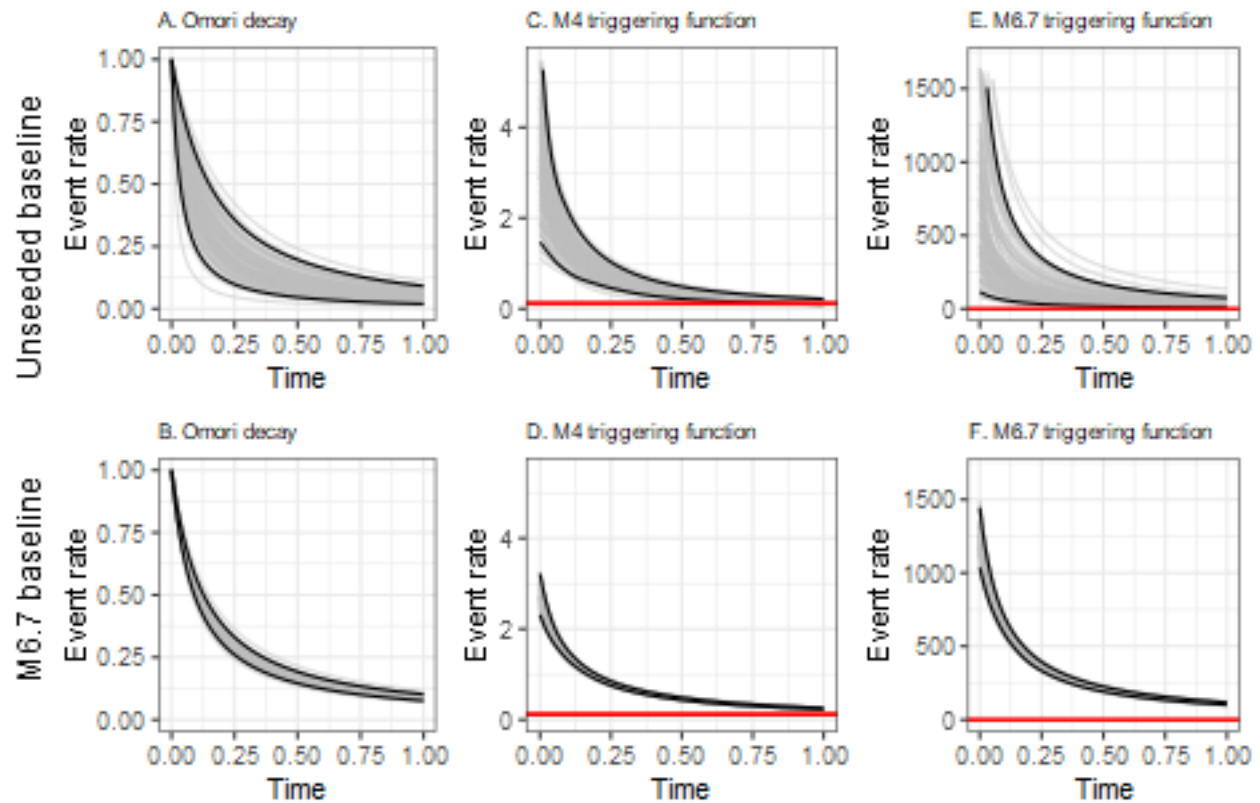 A. Omori decay
C. M4 triggering function
E. M6.7 triggering function
Unseeded baseline
Event rate
1.00
0.75
0.50
0.25
0.00
0.00 0.25 0.50 0.75 1.00
Time
Event rate
4
2
0
0.00 0.25 0.50 0.75 1.00
Time
Event rate
1500
1000
500
0
0.00 0.25 0.50 0.75 1.00
Time
B. Omori decay
D. M4 triggering function
F. M6.7 triggering function
M6.7 baseline
Event rate
1.00
0.75
0.50
0.25
0.00
0.00 0.25 0.50 0.75 1.00
Time
Event rate
4
2
0
0.00 0.25 0.50 0.75 1.00
Time
Event rate
1500
1000
500
0
0.00 0.25 0.50 0.75 1.00
Time